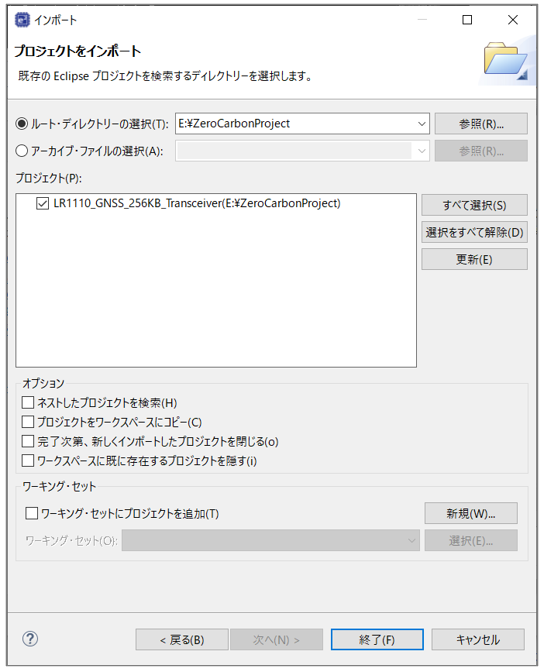 インポート
プロジェクトをインポート
既存の Eclipse プロジェクトを検索するディレクトリーを選択します。
ルート・ディレクトリーの選択(T): E:¥ZeroCarbonProject 参照(R)...
アーカイブ・ファイルの選択(A): 参照(R)...
プロジェクト(P):
LR1110_GNSS_256KB_Transceiver(E:¥ZeroCarbonProject) すべて選択(S)
選択をすべて解除(D)
更新(E)
オプション
ネストしたプロジェクトを検索(H)
プロジェクトをワークスペースにコピー(C)
完了次第、新しくインポートしたプロジェクトを閉じる(o)
ワークスペースに既に存在するプロジェクトを隠す(i)
ワーキング・セット
ワーキング・セットにプロジェクトを追加(T) 新規(W)...
ワーキング・セット(O): 選択(E)...
? < 戻る(B) 次へ(N) > 終了(F) キャンセル